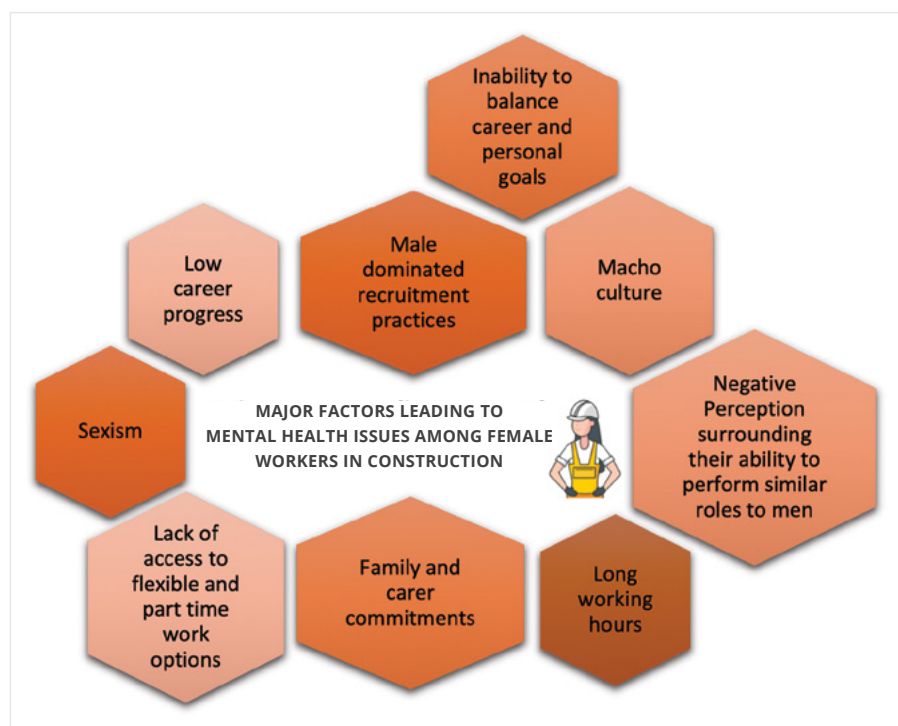 Inability to
balance
career and
personal
goals
Male
dominated
recruitment
practices
Macho
culture
Low
career
progress
Sexism
MAJOR FACTORS LEADING TO
MENTAL HEALTH ISSUES AMONG FEMALE
WORKERS IN CONSTRUCTION
Negative
Perception
surrounding
their ability to
perform similar
roles to men
Lack of
access to
flexible and
part time
work
options
Family and
carer
commitments
Long
working
hours